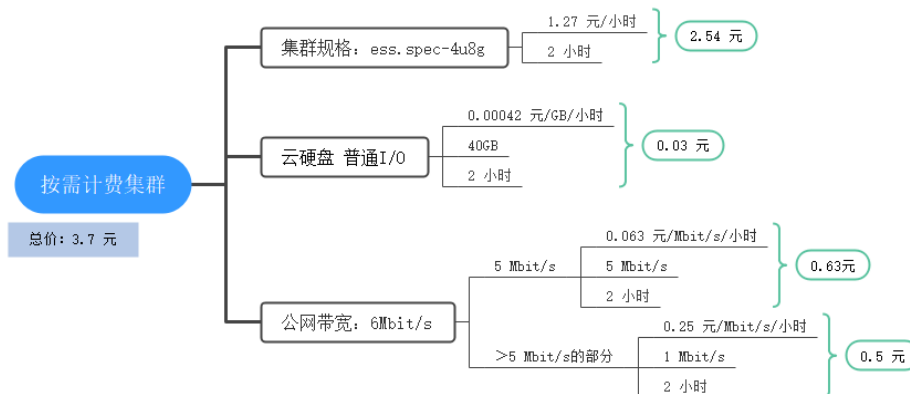 按需计费集群
总价：3.7 元
集群规格：ess.spec-4u8g
1.27 元/小时
2 小时
2.54 元
云硬盘 普通I/O
0.00042 元/GB/小时
40GB
2 小时
0.03 元
公网带宽：6Mbit/s
5 Mbit/s
0.063 元/Mbit/s/小时
5 Mbit/s
2 小时
0.63元
>5 Mbit/s的部分
0.25 元/Mbit/s/小时
1 Mbit/s
2 小时
0.5 元